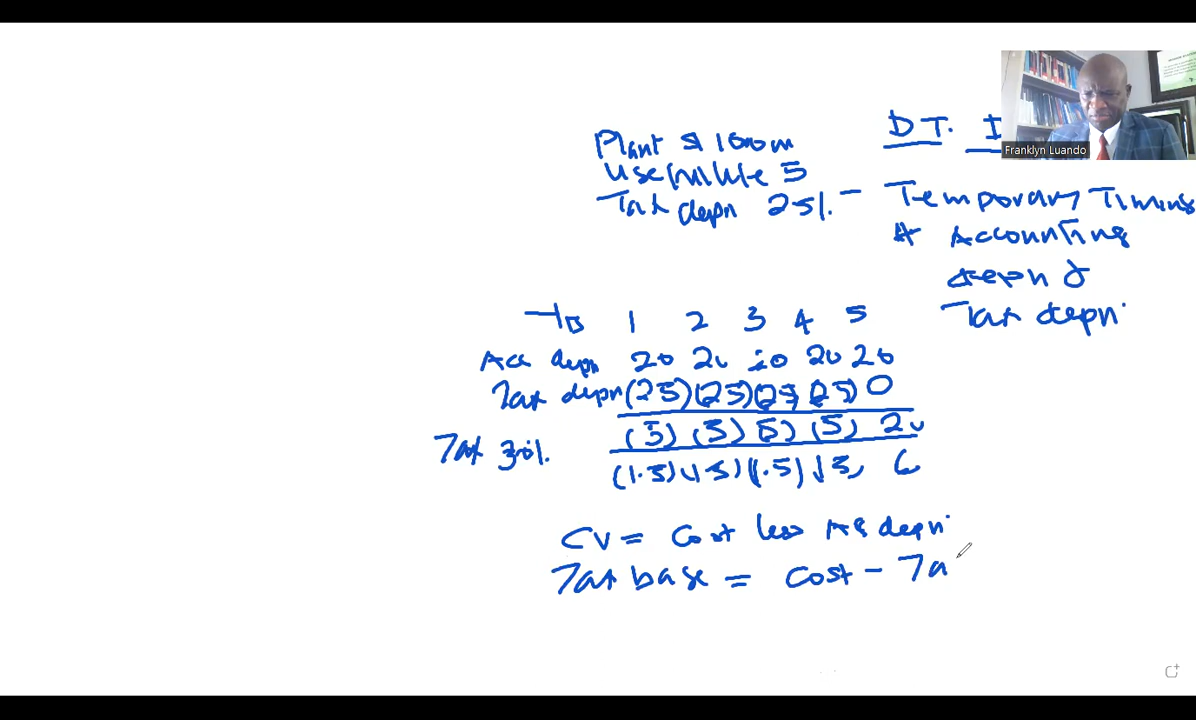 Franklyn Luando
DT.
Plant
Useful life 5
Tax depn 25%
Temporary Timing
Accounting
depn &
Tax depn
Yrs 1 2 3 4 5
Acc depn 20 20 20 20 20
Tax depn (25) (25) (25) (25) 0
(5) (5) (5) (5) 20
Tax 30%
(1.5) (1.5) (1.5) (1.5) 6
CV = Cost less Acc depn
Tax base = Cost - Ta